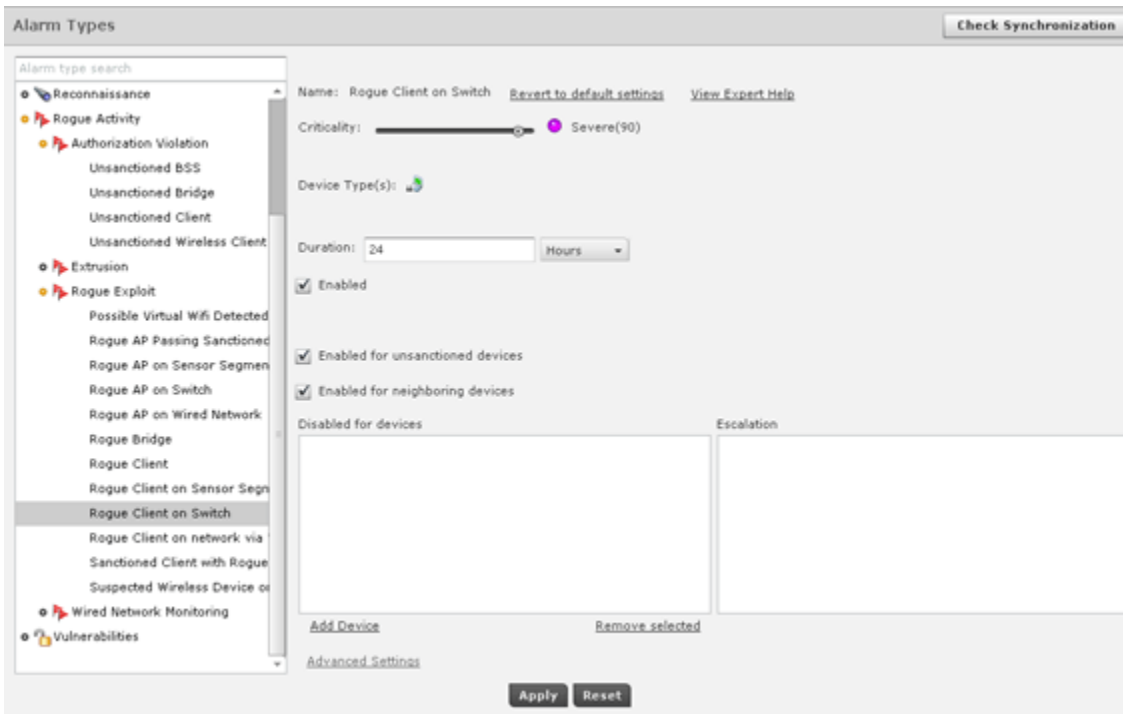 Alarm Types
Check Synchronization
Alarm type search
Reconnaissance
Rogue Activity
Authorization Violation
Unsanctioned BSS
Unsanctioned Bridge
Unsanctioned Client
Unsanctioned Wireless Client
Extrusion
Rogue Exploit
Possible Virtual Wifi Detected
Rogue AP Passing Sanctioned
Rogue AP on Sensor Segmen
Rogue AP on Switch
Rogue AP on Wired Network
Rogue Bridge
Rogue Client
Rogue Client on Sensor Segn
Rogue Client on Switch
Rogue Client on network via
Sanctioned Client with Rogue
Suspected Wireless Device o
Wired Network Monitoring
Vulnerabilities
Name: Rogue Client on Switch Revert to default settings View Expert Help
Criticality: Severe(90)
Device Type(s):
Duration: 24 Hours
Enabled
Enabled for unsanctioned devices
Enabled for neighboring devices
Disabled for devices
Escalation
Add Device Remove selected
Advanced Settings
Apply Reset